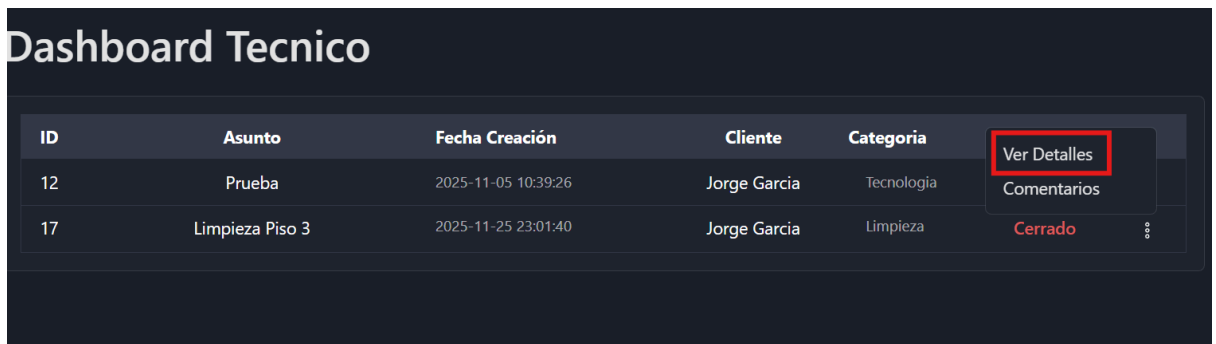 Dashboard Tecnico
ID Asunto Fecha Creación Cliente Categoria
Ver Detalles
12 Prueba 2025-11-05 10:39:26 Jorge Garcia Tecnologia
Comentarios
17 Limpieza Piso 3 2025-11-25 23:01:40 Jorge Garcia Limpieza Cerrado